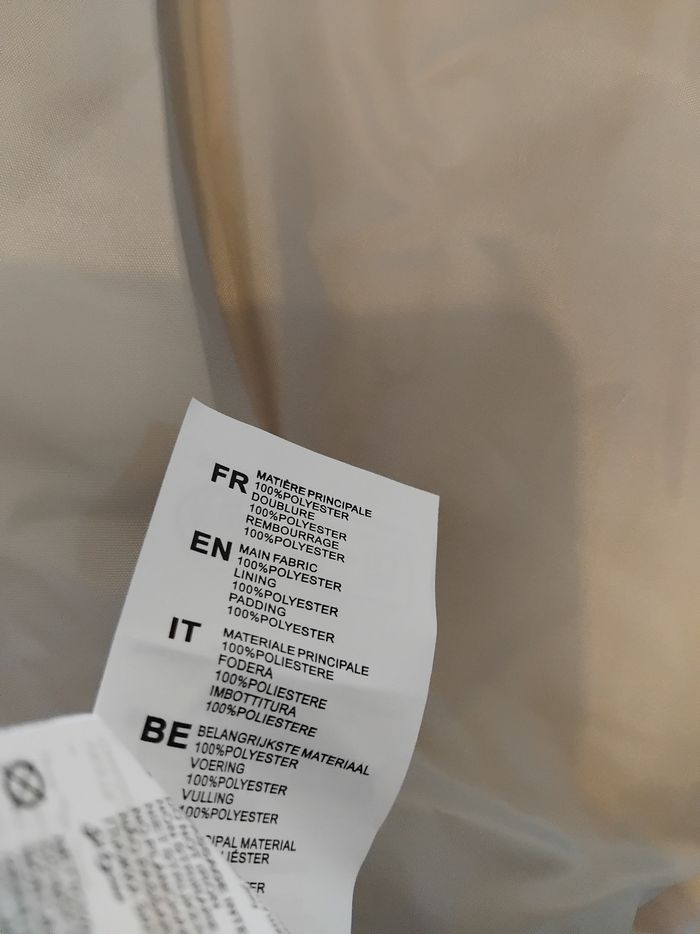 FR MATIÈRE PRINCIPALE
100%POLYESTER
DOUBLURE
100%POLYESTER
REMBOURRAGE
100%POLYESTER
EN MAIN FABRIC
100%POLYESTER
LINING
100%POLYESTER
PADDING
100%POLYESTER
IT MATERIALE PRINCIPALE
100%POLIESTERE
FODERA
100%POLIESTERE
IMBOTTITURA
100%POLIESTERE
BE BELANGRIJKSTE MATERIAAL
100%POLYESTER
VOERING
100%POLYESTER
VULLING
100%POLYESTER
MATERIAL